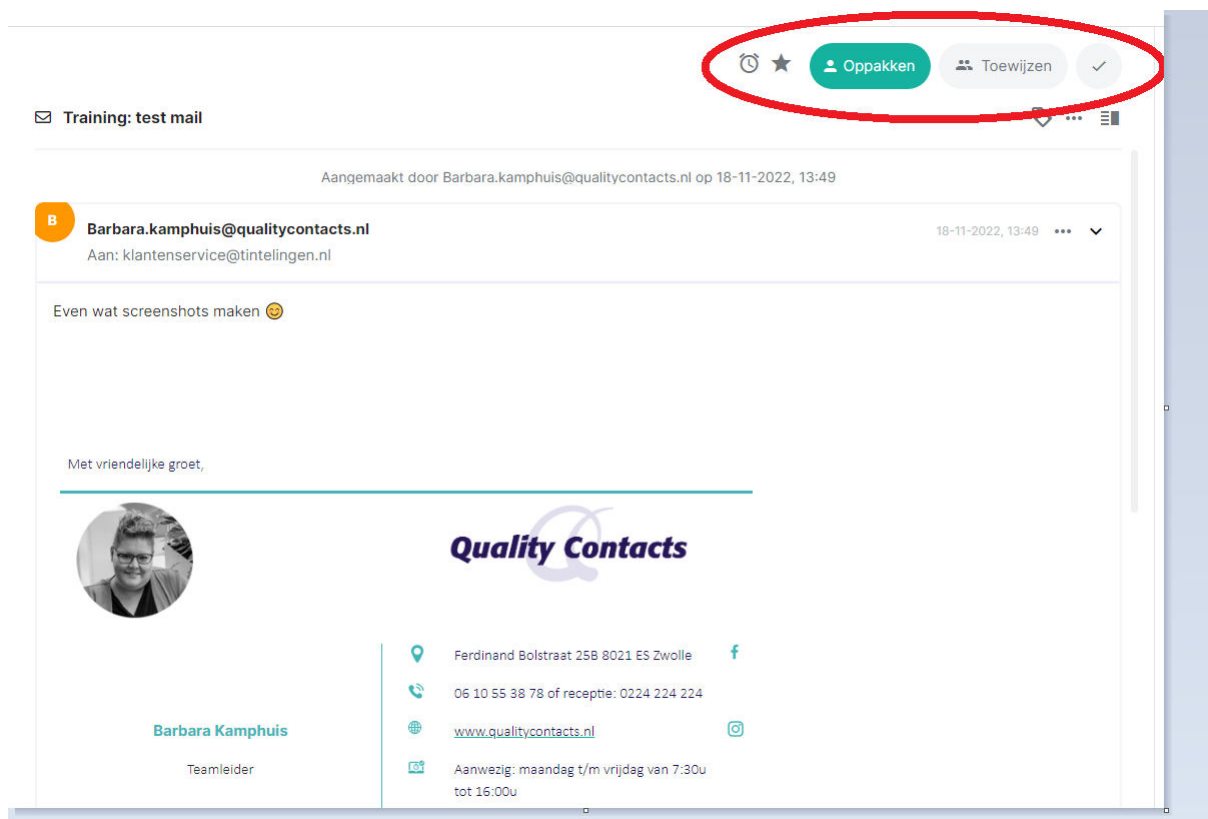 Oppakken
Toewijzen
Training: test mail
Aangemaakt door Barbara.kamphuis@qualitycontacts.nl op 18-11-2022, 13:49
B
Barbara.kamphuis@qualitycontacts.nl
18-11-2022, 13:49
Aan: klantenservice@tintelingen.nl
Even wat screenshots maken 😊
Met vriendelijke groet,
Quality Contacts
Ferdinand Bolstraat 25B 8021 ES Zwolle
06 10 55 38 78 of receptie: 0224 224 224
Barbara Kamphuis
www.qualitycontacts.nl
Teamleider
Aanwezig: maandag t/m vrijdag van 7:30u
tot 16:00u